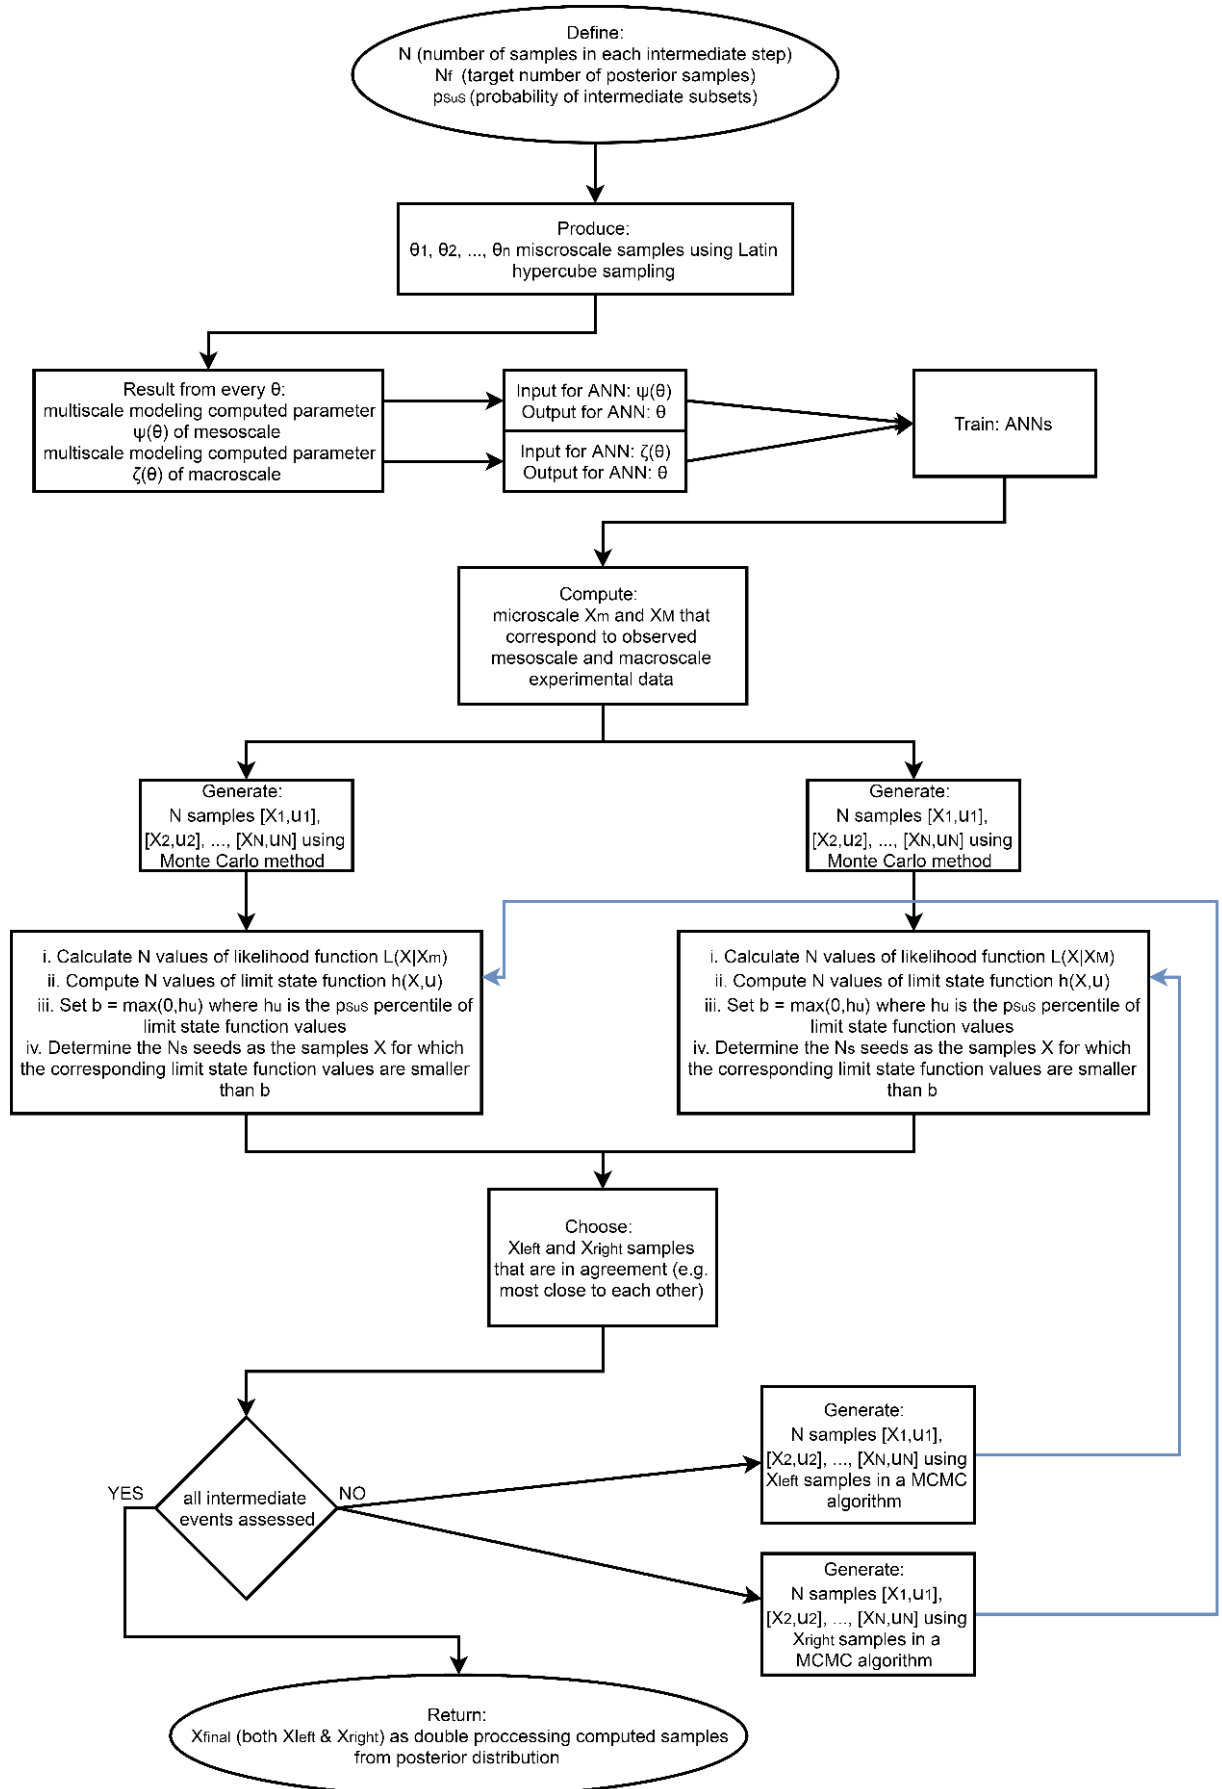 Define:
N (number of samples in each intermediate step)
Nf (target number of posterior samples)
pSuS (probability of intermediate subsets)
Produce:
θ1, θ2, ..., θn miscroscale samples using Latin
hypercube sampling
Result from every θ:
multiscale modeling computed parameter
ψ(θ) of mesoscale
multiscale modeling computed parameter
ζ(θ) of macroscale
Input for ANN: ψ(θ)
Output for ANN: θ
Input for ANN: ζ(θ)
Output for ANN: θ
Train: ANNs
Compute:
microscale Xm and XM that
correspond to observed
mesoscale and macroscale
experimental data
Generate:
N samples [X1,u1],
[X2,u2], ..., [XN,uN] using
Monte Carlo method
Generate:
N samples [X1,u1],
[X2,u2], ..., [XN,uN] using
Monte Carlo method
i. Calculate N values of likelihood function L(X|Xm)
ii. Compute N values of limit state function h(X,u)
iii. Set b = max(0,hu) where hu is the pSuS percentile of
limit state function values
iv. Determine the Ns seeds as the samples X for which
the corresponding limit state function values are smaller
than b
i. Calculate N values of likelihood function L(X|XM)
ii. Compute N values of limit state function h(X,u)
iii. Set b = max(0,hu) where hu is the pSuS percentile of
limit state function values
iv. Determine the Ns seeds as the samples X for which
the corresponding limit state function values are smaller
than b
Choose:
Xleft and Xright samples
that are in agreement (e.g.
most close to each other)
YES
all intermediate
events assessed
NO
Generate:
N samples [X1,u1],
[X2,u2], ..., [XN,uN] using
Xleft samples in a MCMC
algorithm
Generate:
N samples [X1,u1],
[X2,u2], ..., [XN,uN] using
Xright samples in a
MCMC algorithm
Return:
Xfinal (both Xleft & Xright) as double proccessing computed samples
from posterior distribution